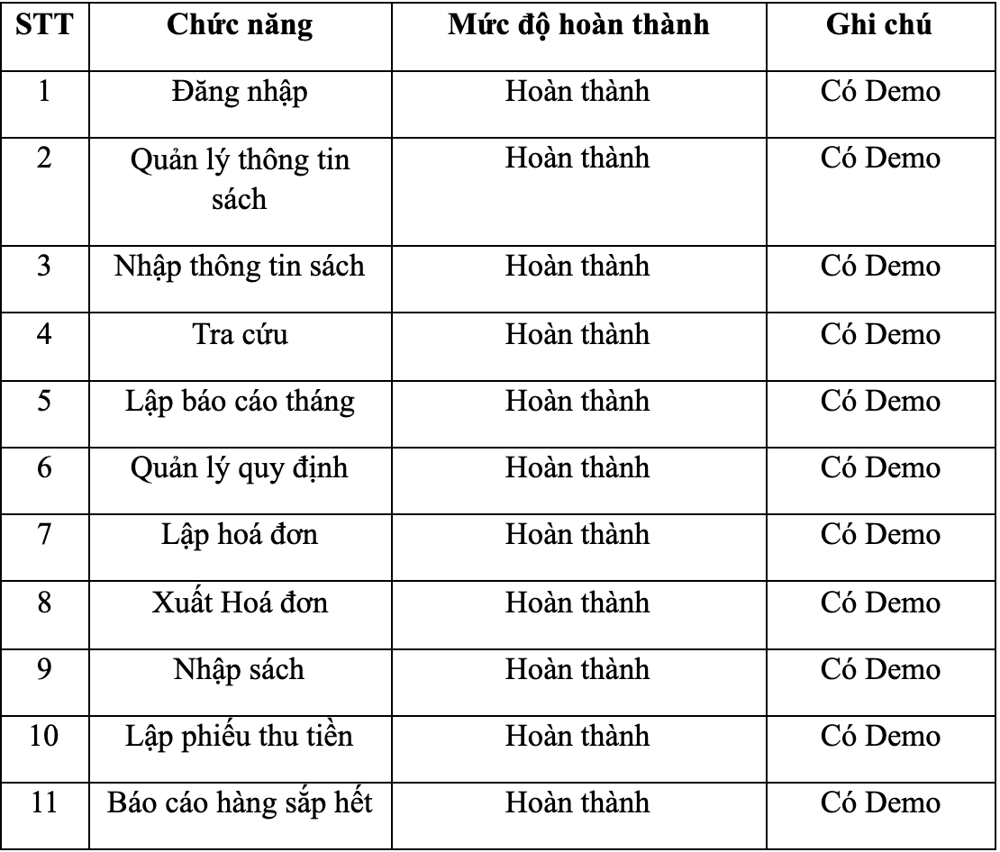 STT Chức năng Mức độ hoàn thành Ghi chú
1 Đăng nhập Hoàn thành Có Demo
2 Quản lý thông tin Hoàn thành Có Demo
sách
3 Nhập thông tin sách Hoàn thành Có Demo
4 Tra cứu Hoàn thành Có Demo
5 Lập báo cáo tháng Hoàn thành Có Demo
6 Quản lý quy định Hoàn thành Có Demo
7 Lập hoá đơn Hoàn thành Có Demo
8 Xuất Hoá đơn Hoàn thành Có Demo
9 Nhập sách Hoàn thành Có Demo
10 Lập phiếu thu tiền Hoàn thành Có Demo
11 Báo cáo hàng sắp hết Hoàn thành Có Demo